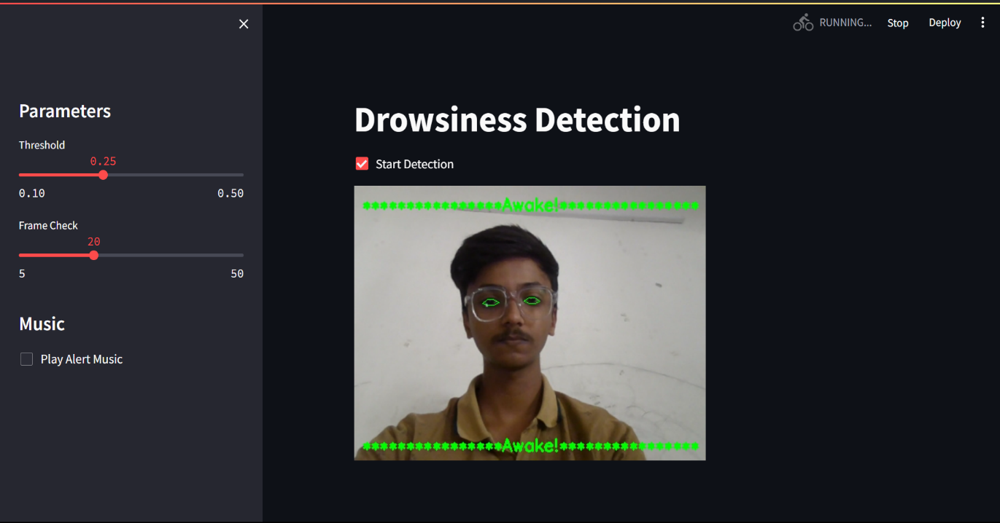 RUNNING... Stop Deploy
Parameters
Threshold
0.25
0.10 0.50
Frame Check
20
5 50
Music
Play Alert Music
Drowsiness Detection
Start Detection
****************Awake!****************
****************Awake!****************